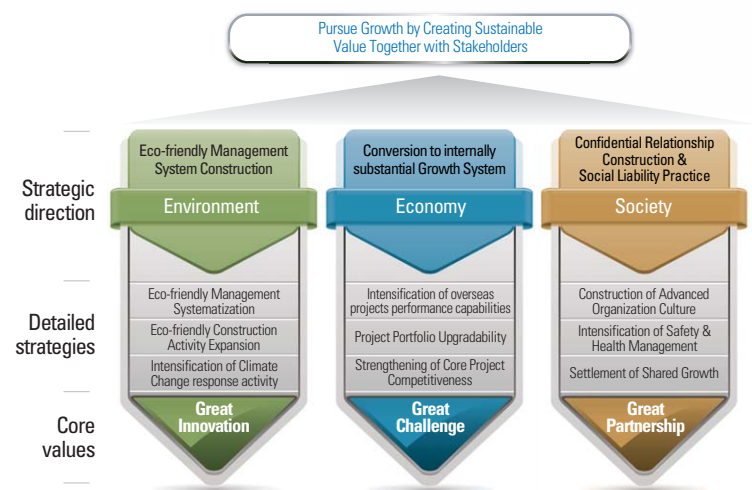 Pursue Growth by Creating Sustainable
Value Together with Stakeholders
Strategic
direction
Eco-friendly Management
System Construction
Environment
Conversion to internally
substantial Growth System
Economy
Confidential Relationship
Construction &
Social Liability Practice
Society
Detailed
strategies
Eco-friendly Management
Systematization
Eco-friendly Construction
Activity Expansion
Intensification of Climate
Change response activity
Intensification of overseas
projects performance capabilities
Project Portfolio Upgradability
Strengthening of Core Project
Competitiveness
Construction of Advanced
Organization Culture
Intensification of Safety &
Health Management
Settlement of Shared Growth
Core
values
Great
Innovation
Great
Challenge
Great
Partnership